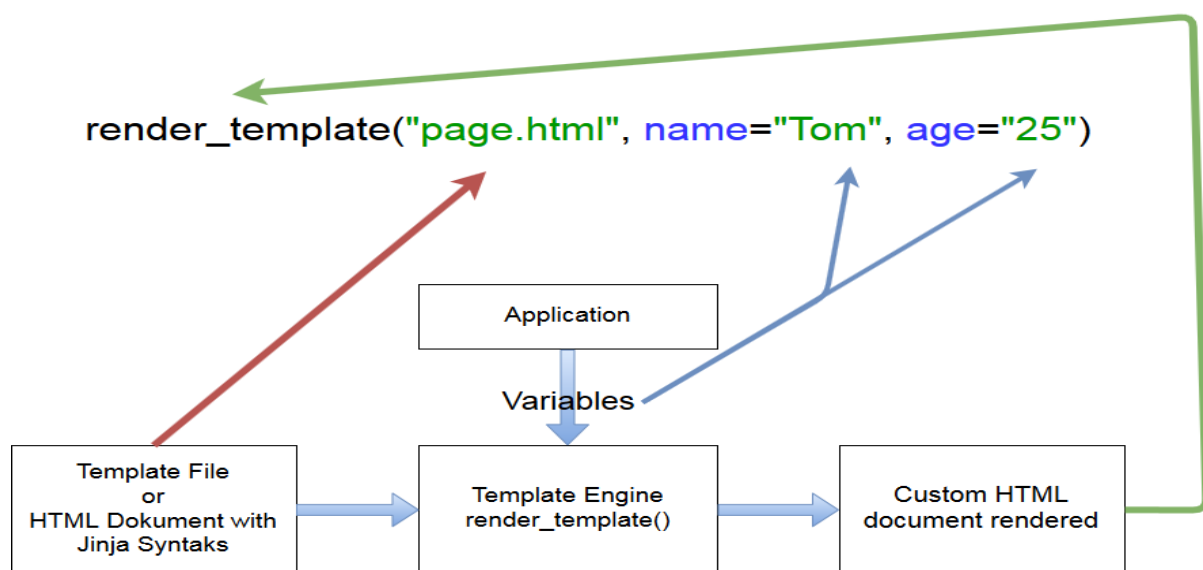 render_template("page.html", name="Tom", age="25")
Application
Variables
Template File
or
HTML Dokument with
Jinja Syntaks
Template Engine
render_template()
Custom HTML
document rendered